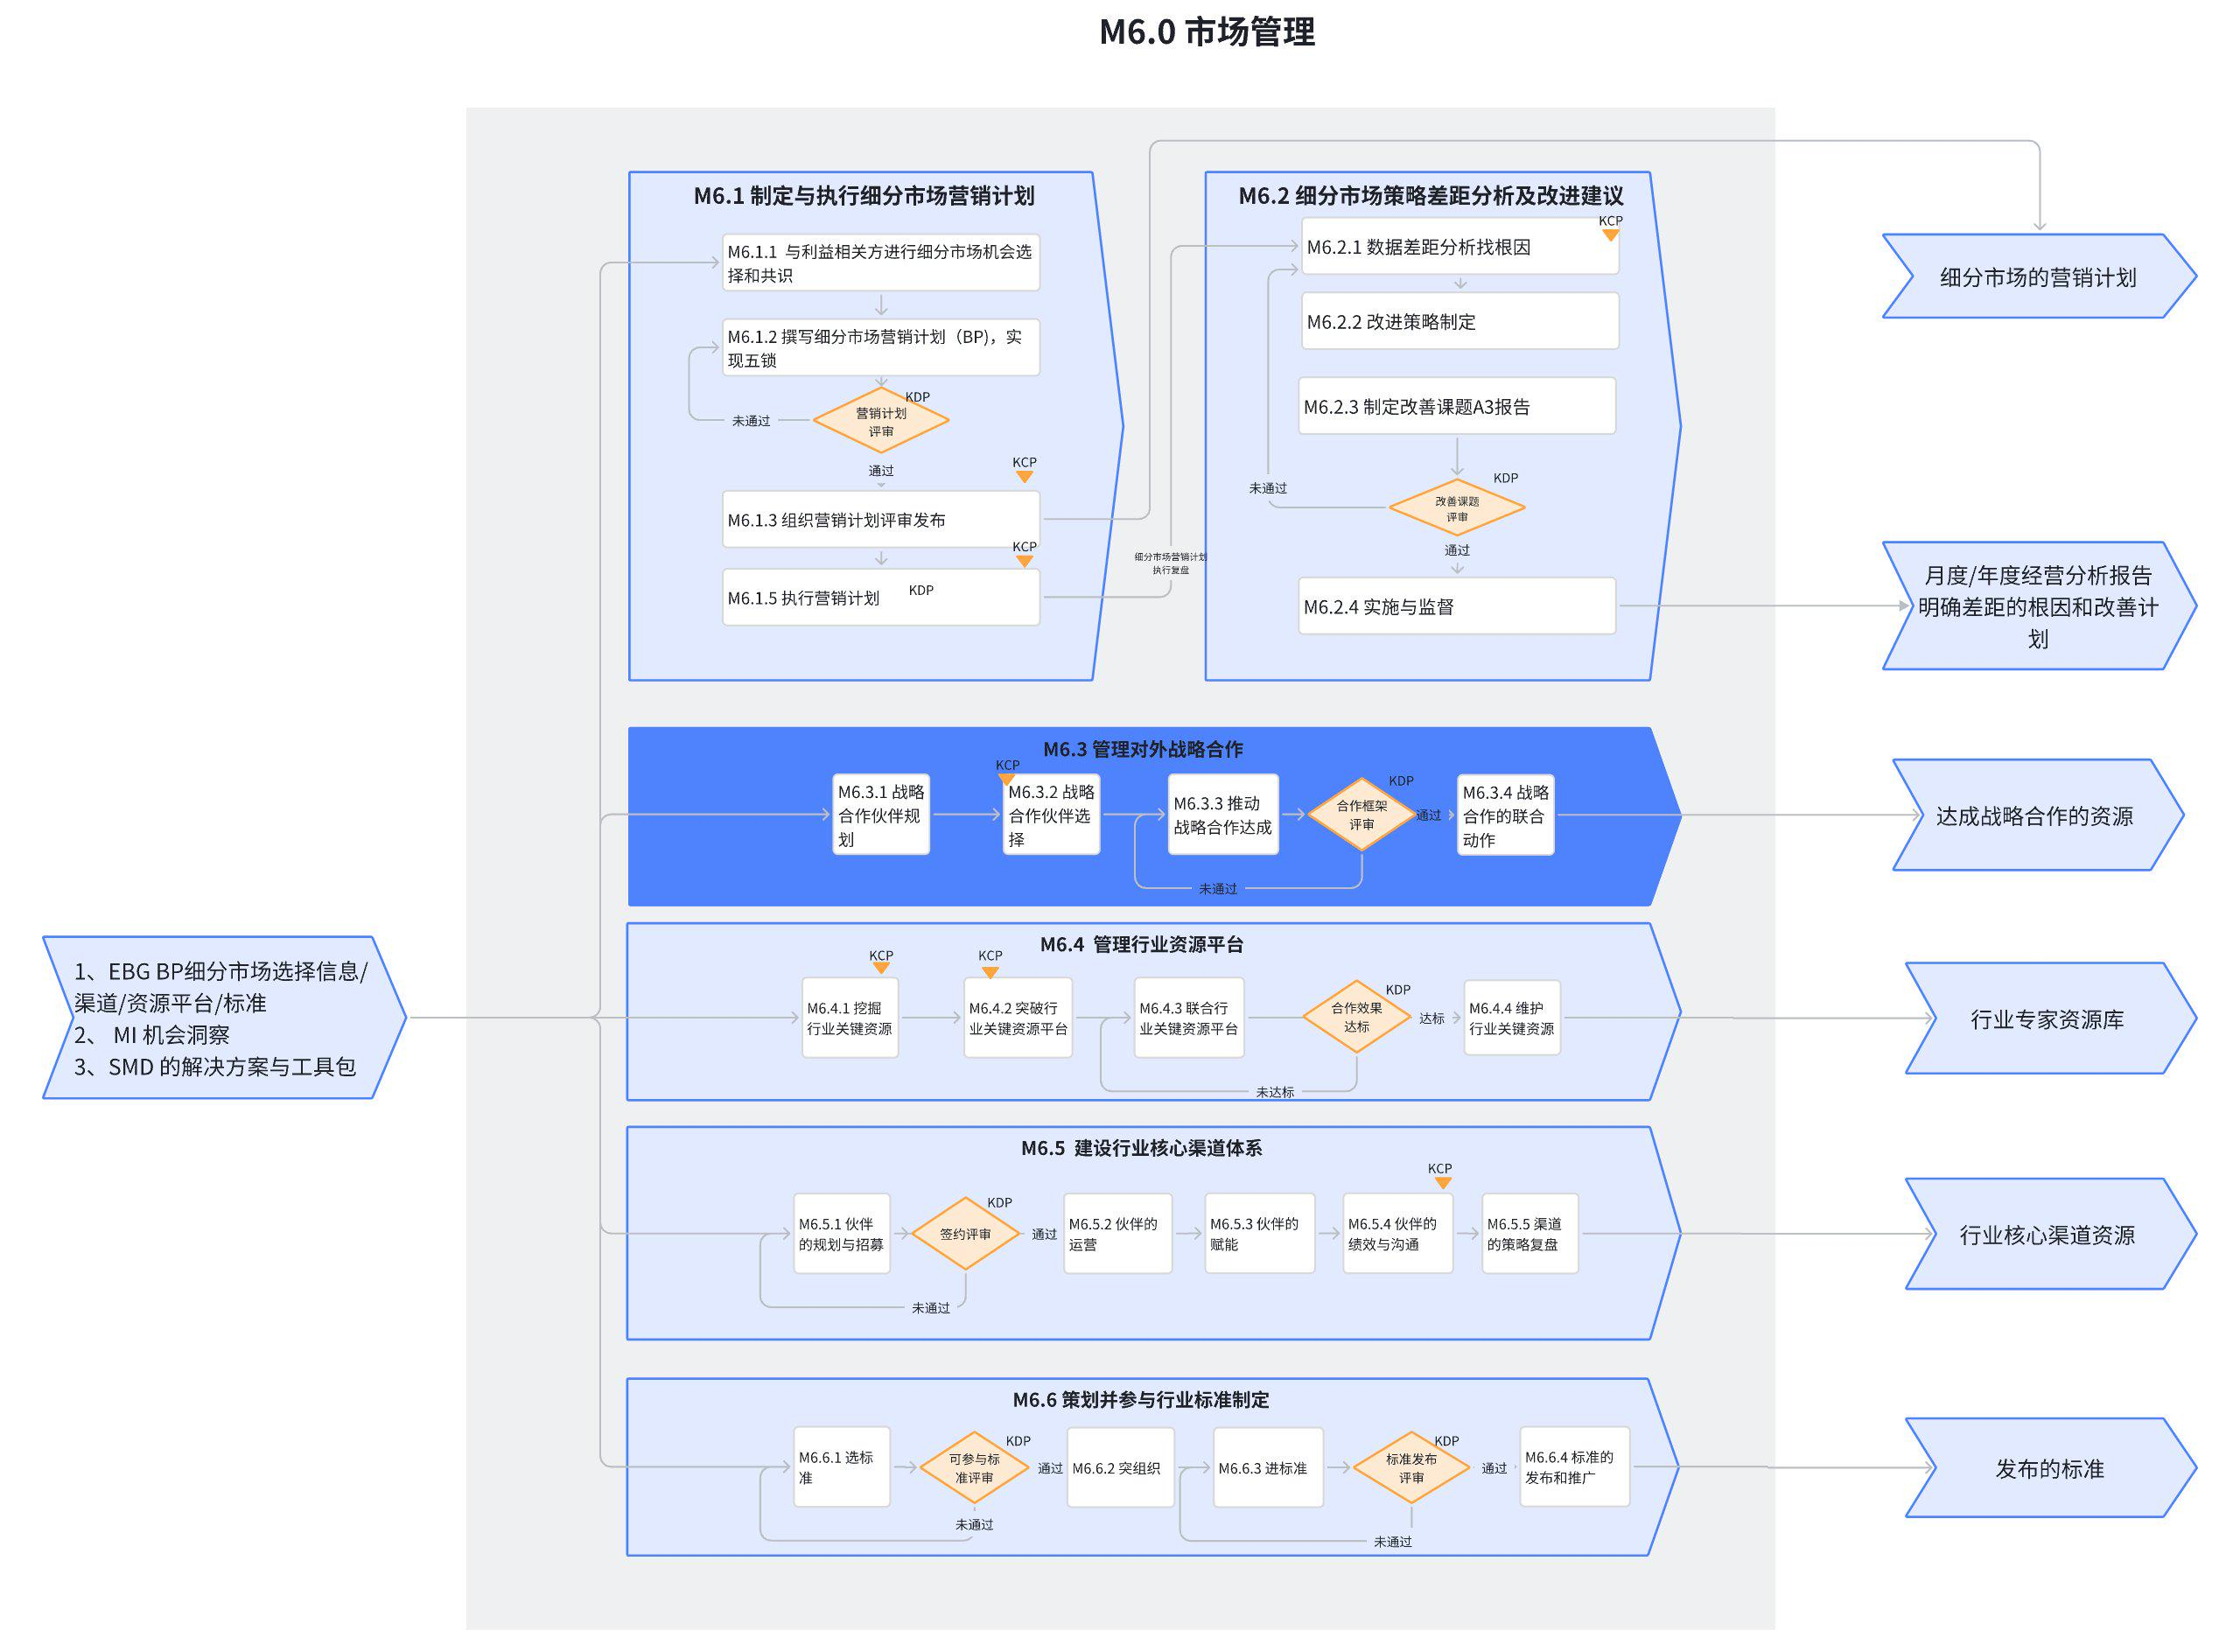 M6.0 市场管理
M6.1 制定与执行细分市场营销计划
M6.1.1 与利益相关方进行细分市场机会选
择和共识
M6.1.2 撰写细分市场营销计划（BP)，实
现五锁
KDP
营销计划
评审
未通过
通过
KCP
M6.1.3 组织营销计划评审发布
KCP
M6.1.5 执行营销计划
KDP
细分市场营销计划
执行复盘
M6.2 细分市场策略差距分析及改进建议
KCP
M6.2.1 数据差距分析找根因
M6.2.2 改进策略制定
M6.2.3 制定改善课题A3报告
KDP
未通过
改善课题
评审
通过
M6.2.4 实施与监督
细分市场的营销计划
月度/年度经营分析报告
明确差距的根因和改善计
划
M6.3 管理对外战略合作
KCP
M6.3.1 战略
合作伙伴规
划
M6.3.2 战略
合作伙伴选
择
M6.3.3 推动
战略合作达成
KDP
合作框架
评审
通过
M6.3.4 战略
合作的联合
动作
未通过
达成战略合作的资源
1、EBG BP细分市场选择信息/
渠道/资源平台/标准
2、 MI 机会洞察
3、SMD 的解决方案与工具包
M6.4 管理行业资源平台
KCP
KCP
M6.4.1 挖掘
行业关键资源
M6.4.2 突破行
业关键资源平台
M6.4.3 联合行
业关键资源平台
KDP
合作效果
达标
达标
M6.4.4 维护
行业关键资源
未达标
行业专家资源库
M6.5 建设行业核心渠道体系
KCP
M6.5.1 伙伴
的规划与招募
KDP
签约评审
通过
M6.5.2 伙伴的
运营
M6.5.3 伙伴的
赋能
M6.5.4 伙伴的
绩效与沟通
M6.5.5 渠道
的策略复盘
未通过
行业核心渠道资源
M6.6 策划并参与行业标准制定
M6.6.1 选标
准
KDP
可参与标
准评审
通过
M6.6.2 突组织
M6.6.3 进标准
KDP
标准发布
评审
通过
M6.6.4 标准的
发布和推广
未通过
未通过
发布的标准